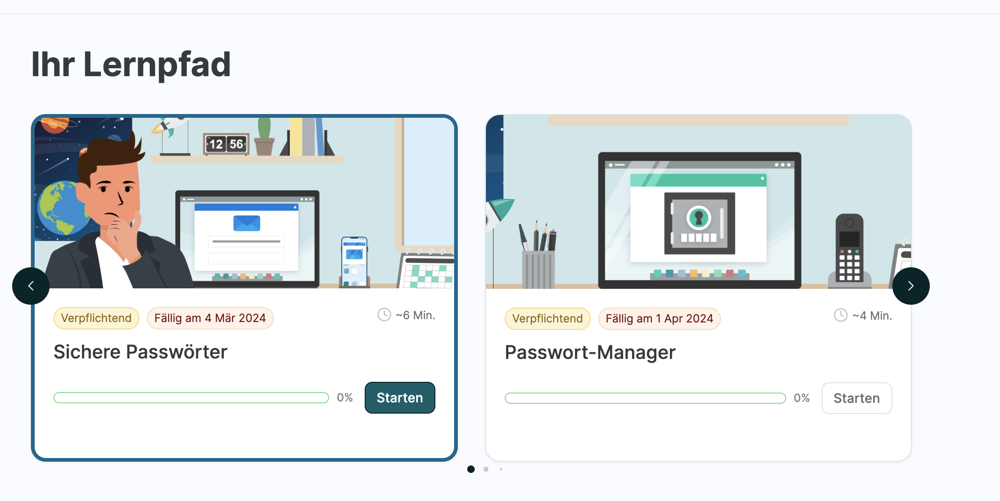 Ihr Lernpfad
12 56
Verpflichtend
Fällig am 4 Mär 2024
~6 Min.
Sichere Passwörter
0%
Starten
Verpflichtend
Fällig am 1 Apr 2024
~4 Min.
Passwort-Manager
0%
Starten